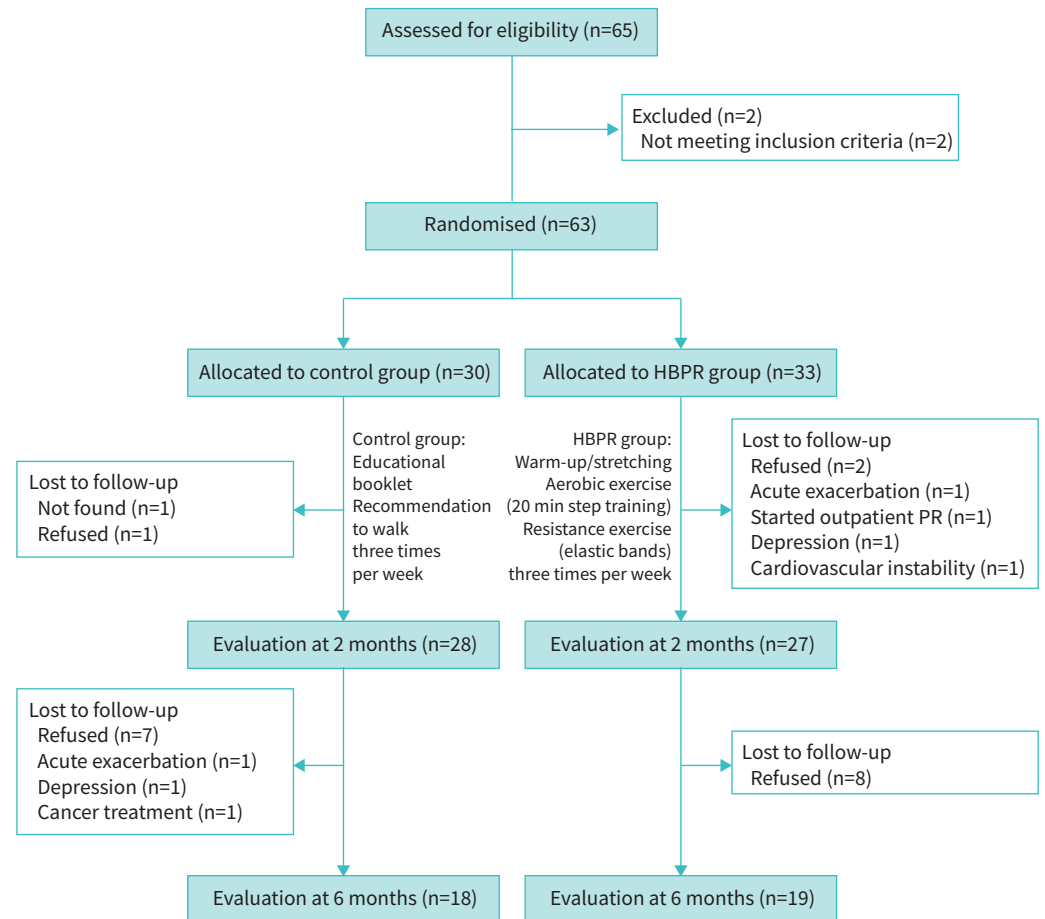 Assessed for eligibility (n=65)
Excluded (n=2)
Not meeting inclusion criteria (n=2)
Randomised (n=63)
Allocated to control group (n=30)
Allocated to HBPR group (n=33)
Control group:
Educational
booklet
Recommendation
to walk
three times
per week
HBPR group:
Warm-up/stretching
Aerobic exercise
(20 min step training)
Resistance exercise
(elastic bands)
three times per week
Lost to follow-up
Not found (n=1)
Refused (n=1)
Lost to follow-up
Refused (n=2)
Acute exacerbation (n=1)
Started outpatient PR (n=1)
Depression (n=1)
Cardiovascular instability (n=1)
Evaluation at 2 months (n=28)
Evaluation at 2 months (n=27)
Lost to follow-up
Refused (n=7)
Acute exacerbation (n=1)
Depression (n=1)
Cancer treatment (n=1)
Lost to follow-up
Refused (n=8)
Evaluation at 6 months (n=18)
Evaluation at 6 months (n=19)